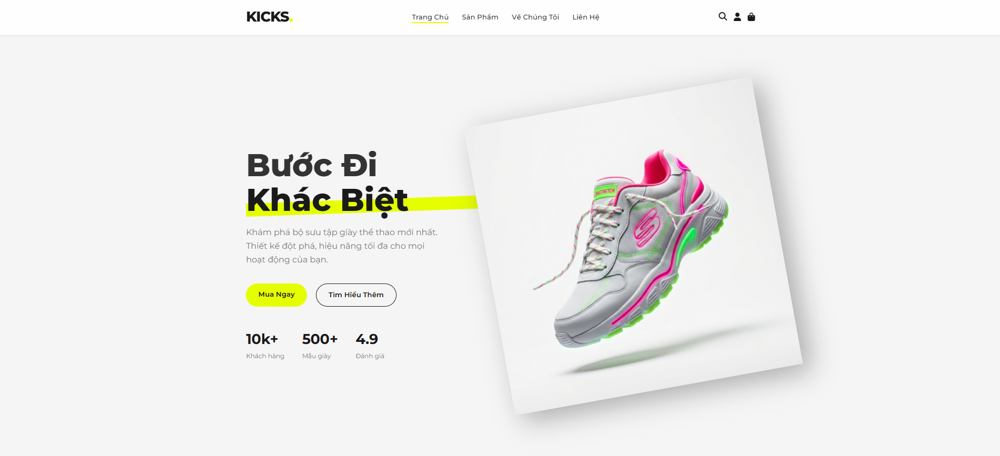 KICKS.
Trang Chủ
Sản Phẩm
Về Chúng Tôi
Liên Hệ
Bước Đi
Khác Biệt
Khám phá bộ sưu tập giày thể thao mới nhất.
Thiết kế đột phá, hiệu năng tối đa cho mọi
hoạt động của bạn.
Mua Ngay
Tìm Hiểu Thêm
10k+
500+
4.9
Khách hàng
Mẫu giày
Đánh giá